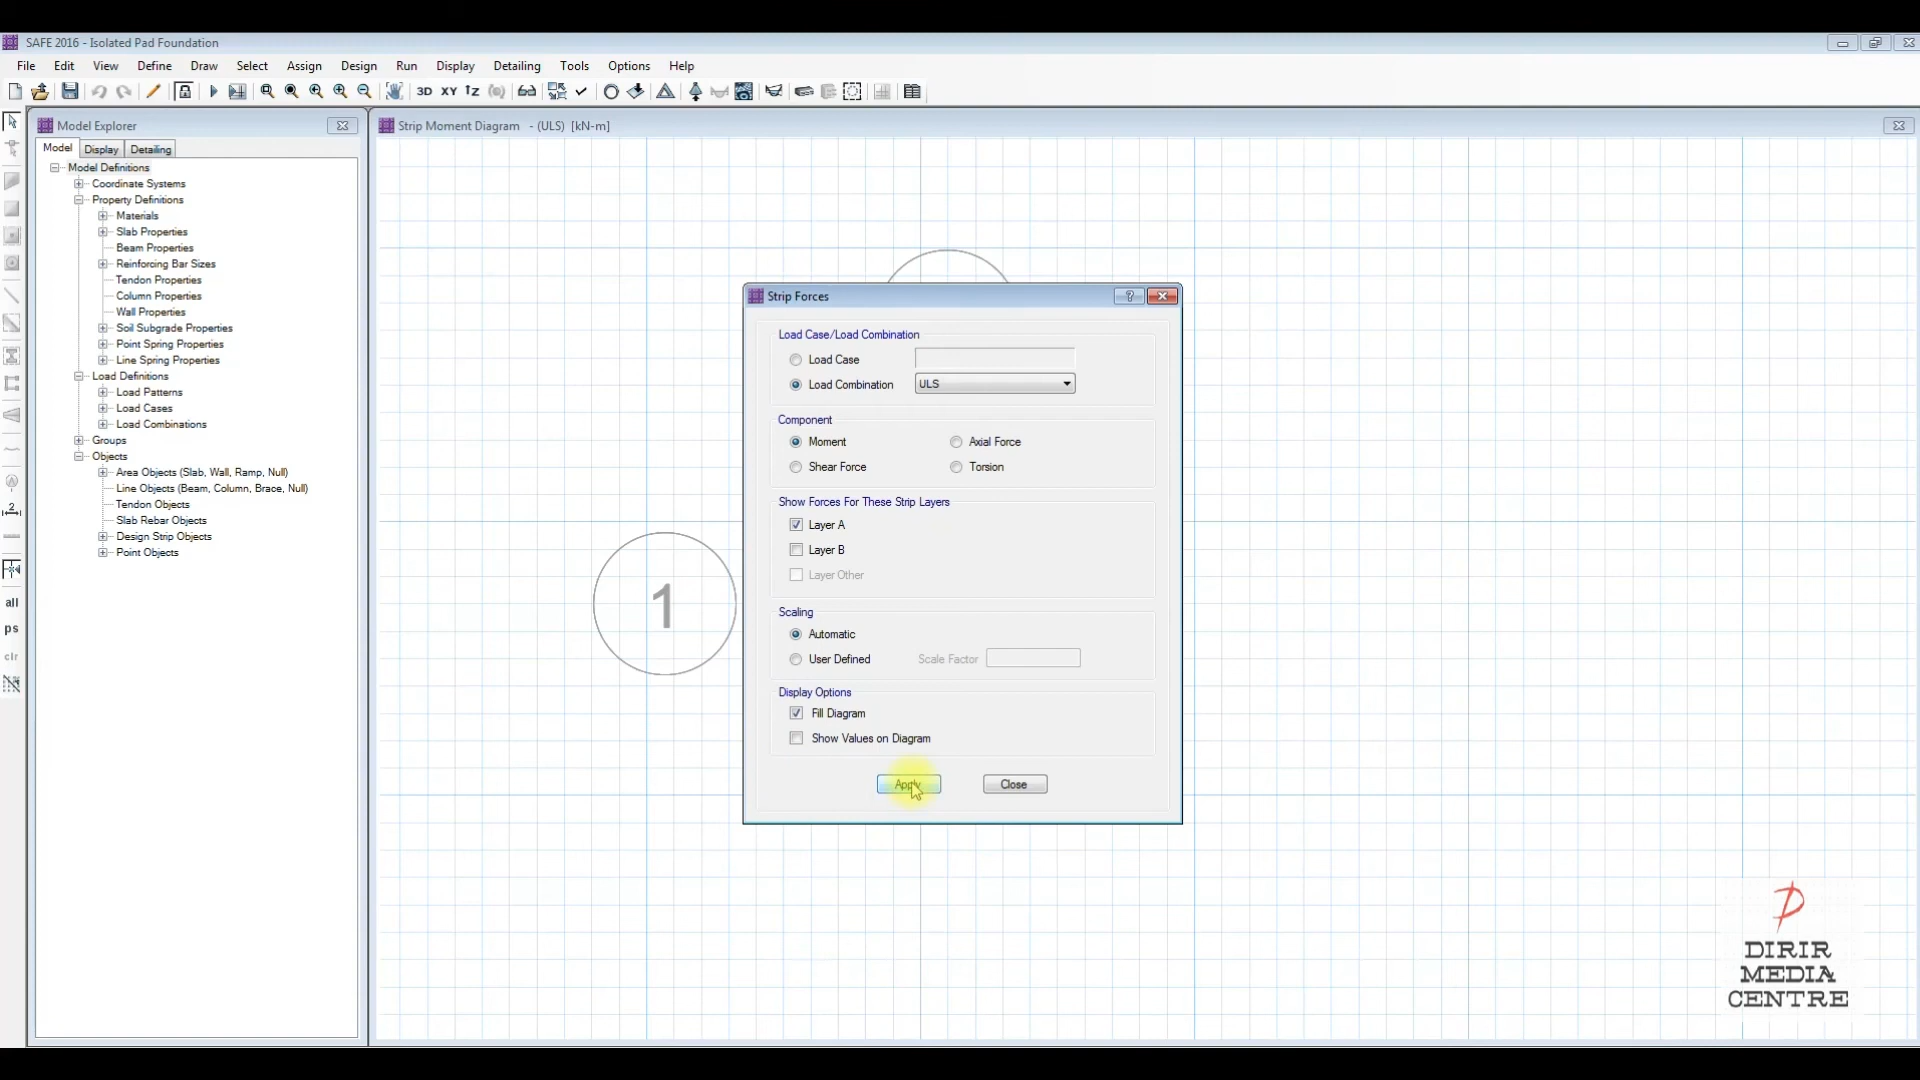 SAFE 2016 - Isolated Pad Foundation
File Edit View Define Draw Select Assign Design Run Display Detailing Tools Options Help
3D XY
Model Explorer
Model Display Detailing
Model Definitions
Coordinate Systems
Property Definitions
Materials
Slab Properties
Beam Properties
Reinforcing Bar Sizes
Tendon Properties
Column Properties
Wall Properties
Soil Subgrade Properties
Point Spring Properties
Line Spring Properties
Load Definitions
Load Patterns
Load Cases
Load Combinations
Groups
Objects
Area Objects (Slab, Wall, Ramp, Null)
Line Objects (Beam, Column, Brace, Null)
Tendon Objects
Slab Rebar Objects
Design Strip Objects
Point Objects
all
ps
clr
Strip Moment Diagram - (ULS) [kN-m]
1
Strip Forces
Load Case/Load Combination
Load Case
Load Combination ULS
Component
Moment Axial Force
Shear Force Torsion
Show Forces For These Strip Layers
Layer A
Layer B
Layer Other
Scaling
Automatic
User Defined Scale Factor
Display Options
Fill Diagram
Show Values on Diagram
Apply Close
DIRIR
MEDIA
CENTRE